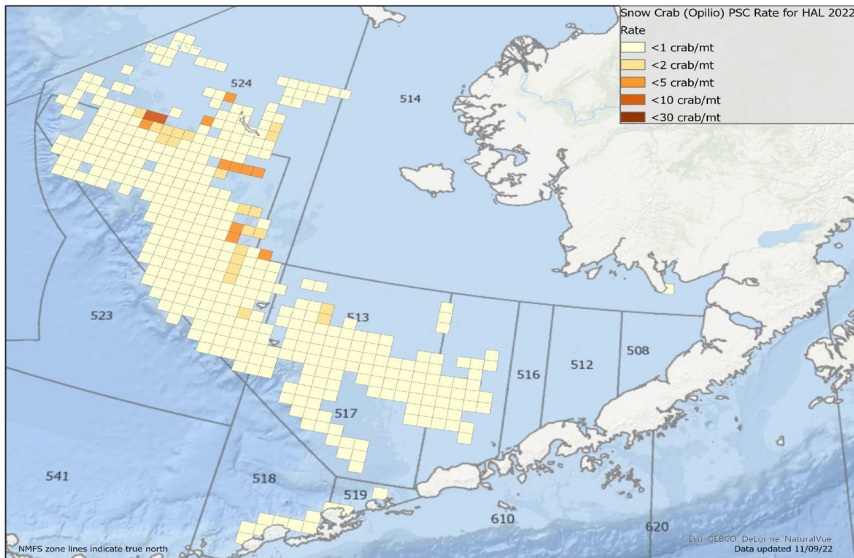 Snow Crab (Opilio) PSC Rate for HAL 2022
Rate
<1 crab/mt
<2 crab/mt
<5 crab/mt
<10 crab/mt
<30 crab/mt
524
514
523
513
516
512
508
517
541
518
519
610
620
Esri, GEBCO, DeLorme, NaturalVue
NMFS zone lines indicate true north
Data updated 11/09/22